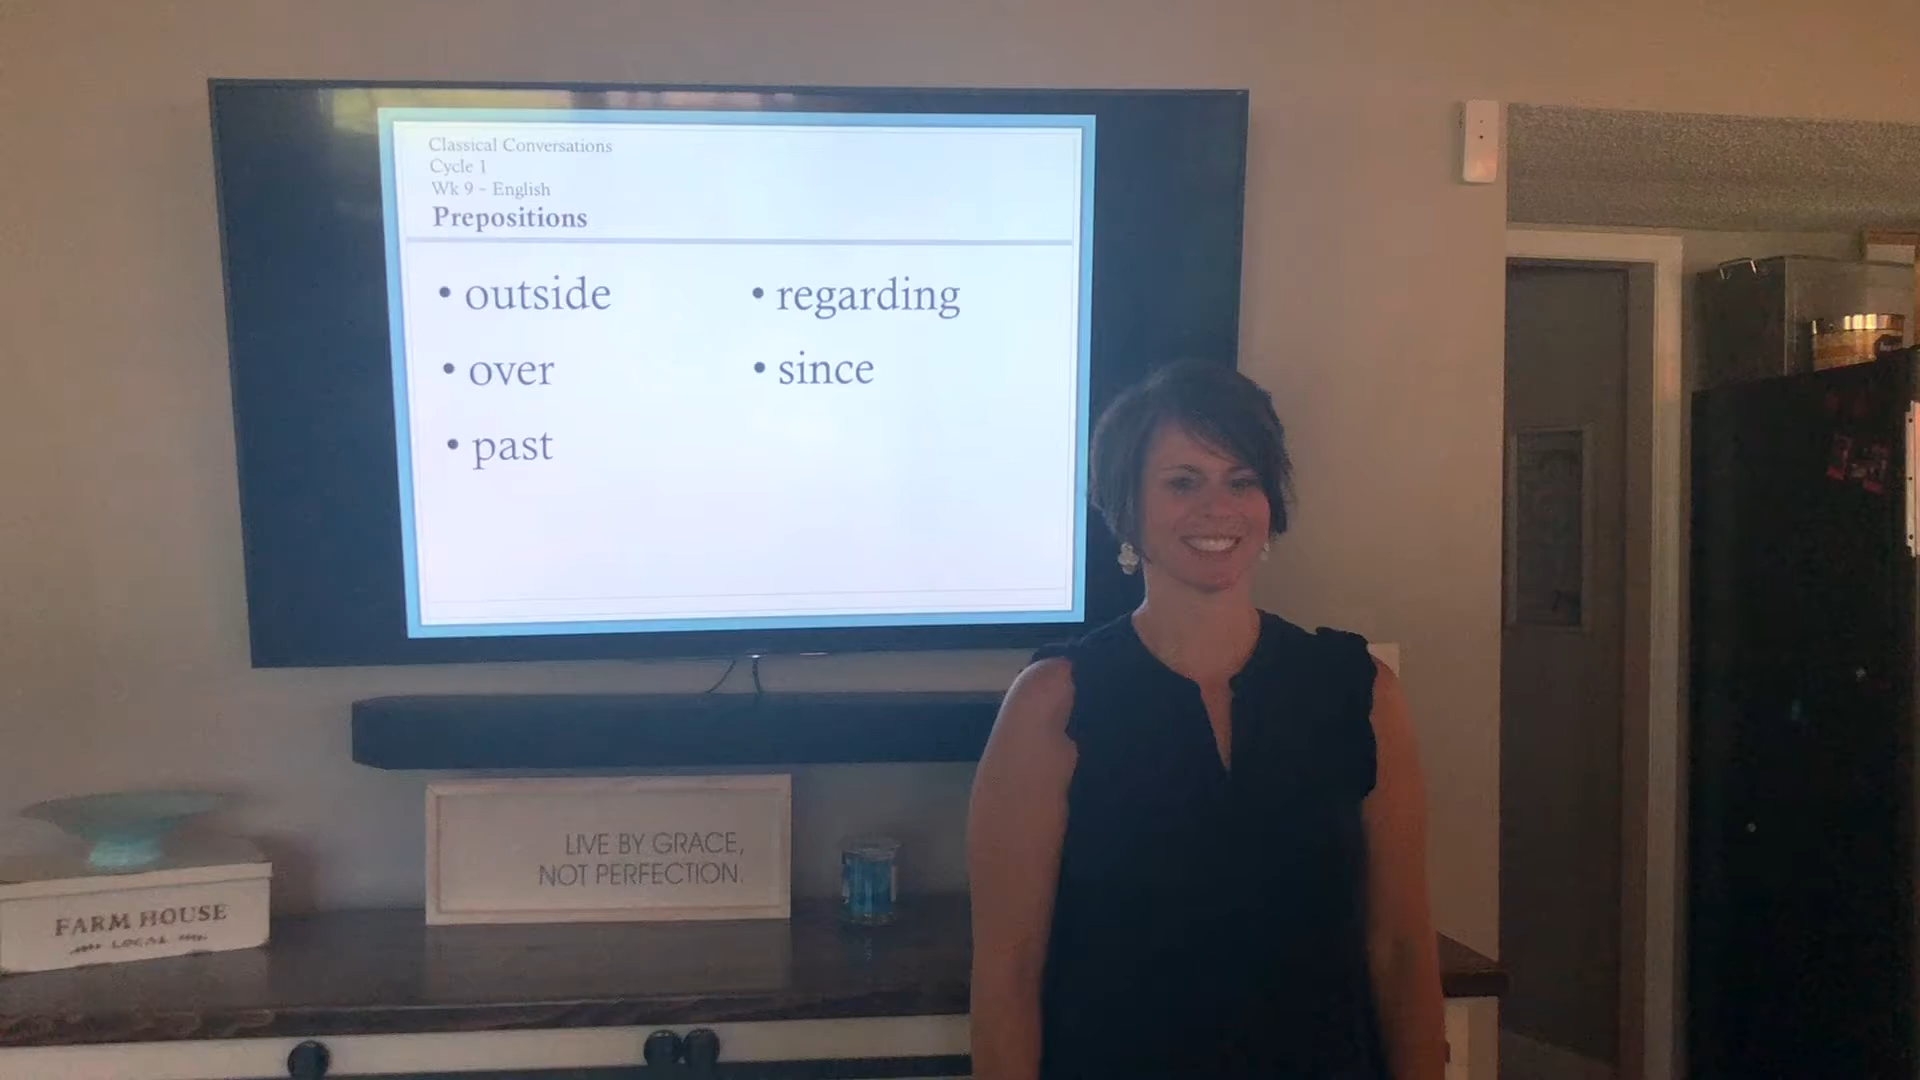 Classical Conversations
Cycle 1
Wk 9 - English
Prepositions
• outside
• over
• past
• regarding
• since
LIVE BY GRACE,
NOT PERFECTION.
FARM HOUSE
LOCAL